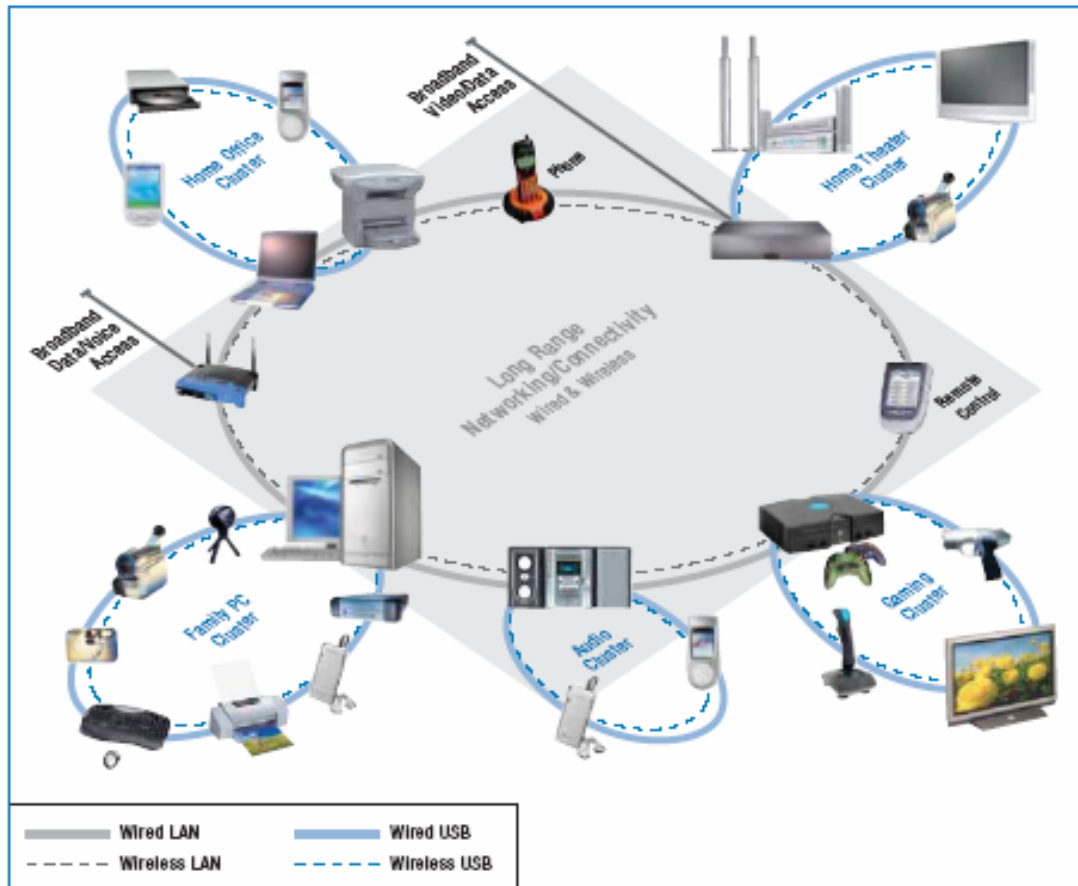 Broadband
Video/Data
Access
Home Office
Cluster
Phone
Home Theater
Cluster
Broadband
Data/Voice
Access
Long Range
Networking/Connectivity
Wired & Wireless
Remote
Control
Family PC
Cluster
Audio
Cluster
Gaming
Cluster
Wired LAN
Wired USB
Wireless LAN
Wireless USB